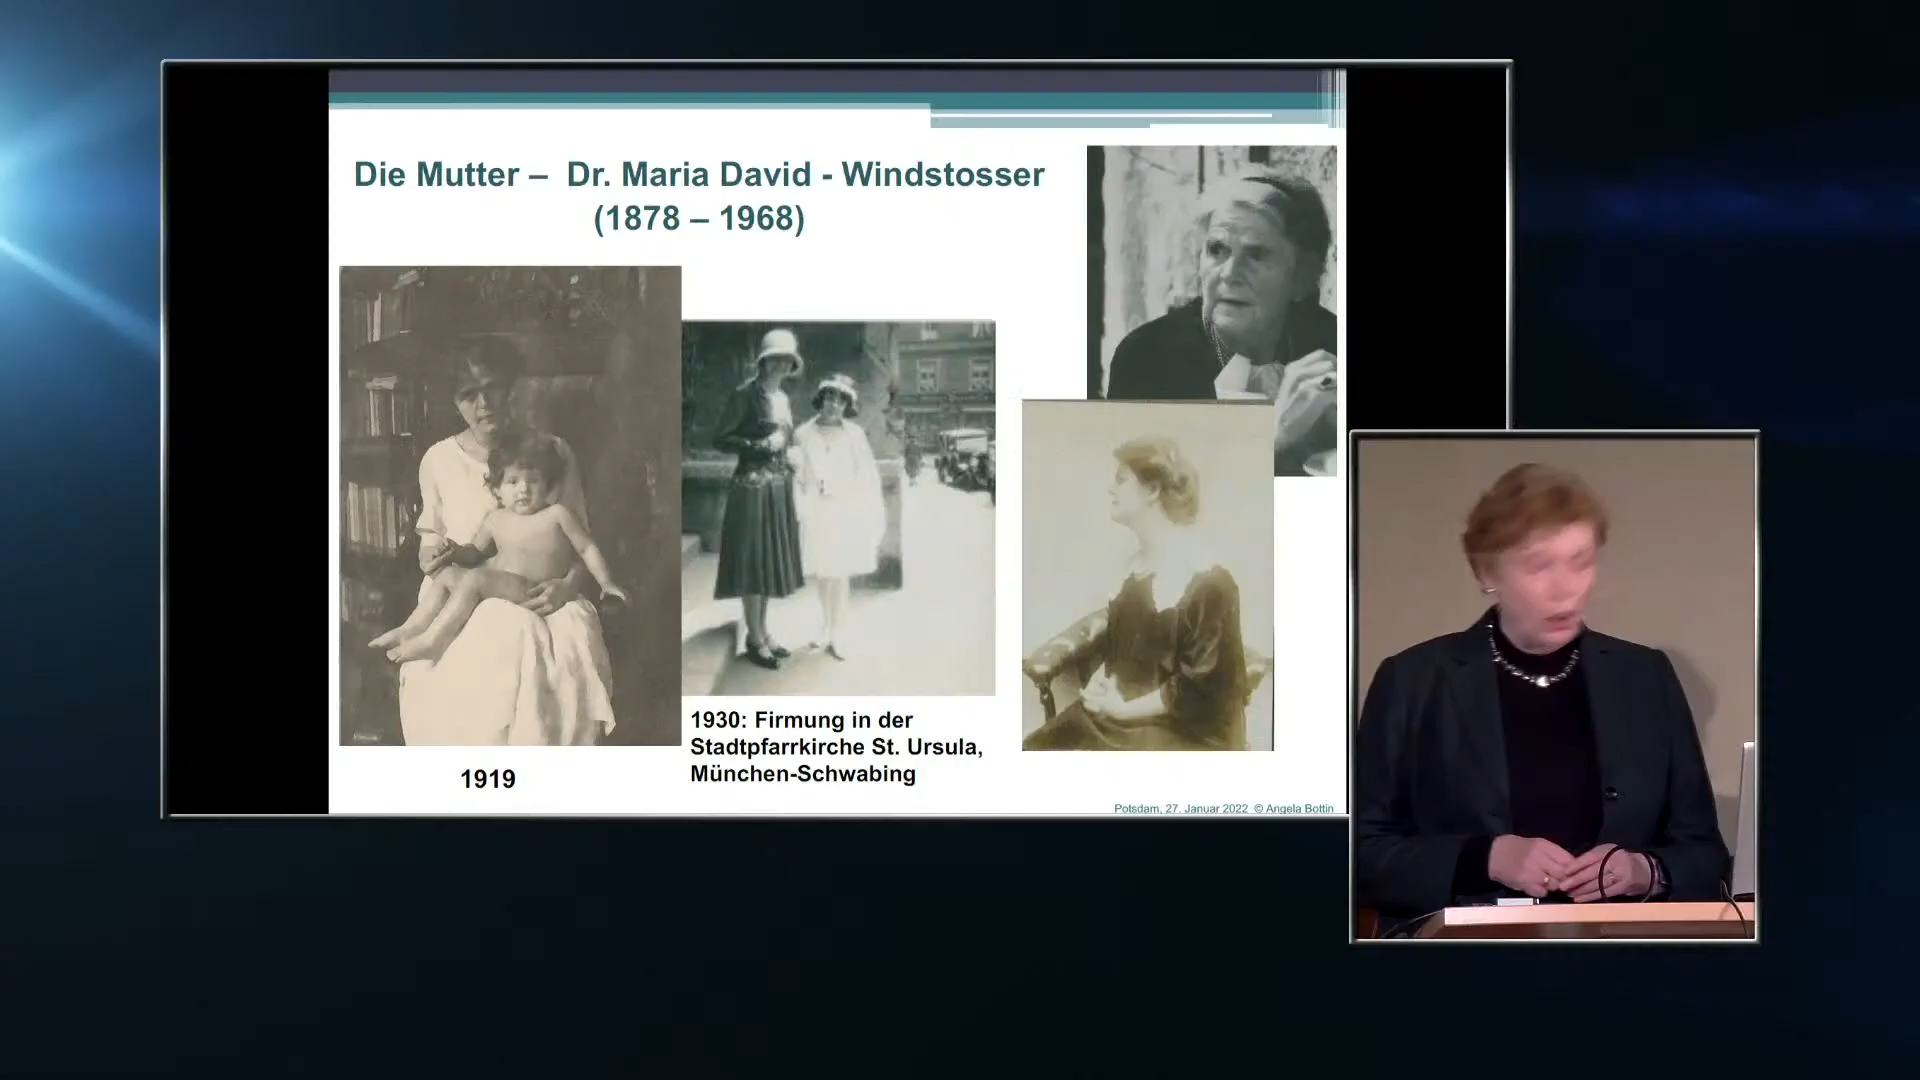 Die Mutter –  Dr. Maria David - Windstosser
(1878 – 1968)
1919
1930: Firmung in der
Stadtpfarrkirche St. Ursula,
München-Schwabing
Potsdam, 27. Januar 2022  © Angela Bottin